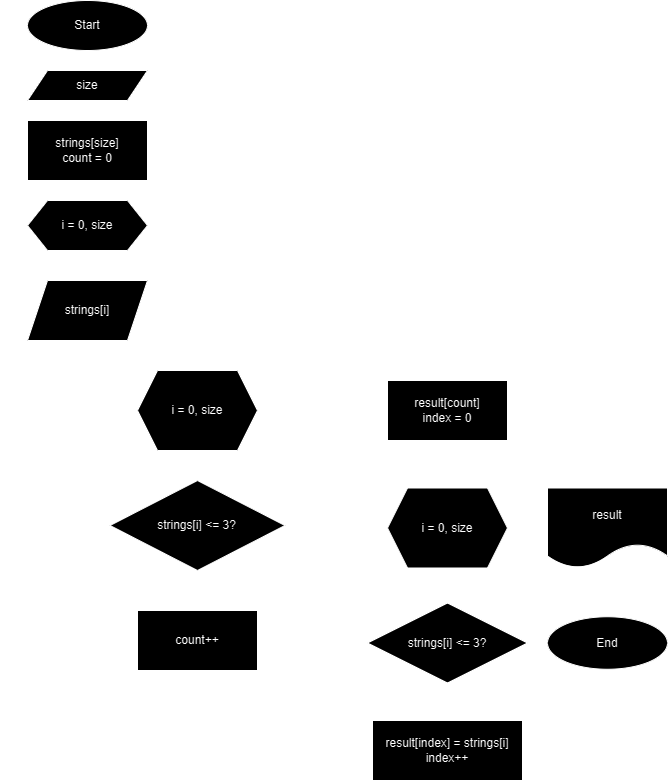 Start
size
strings[size]
count = 0
i = 0, size
strings[i]
i = 0, size
strings[i] <= 3?
count++
result[count]
index = 0
i = 0, size
strings[i] <= 3?
result[index] = strings[i]
index++
result
End